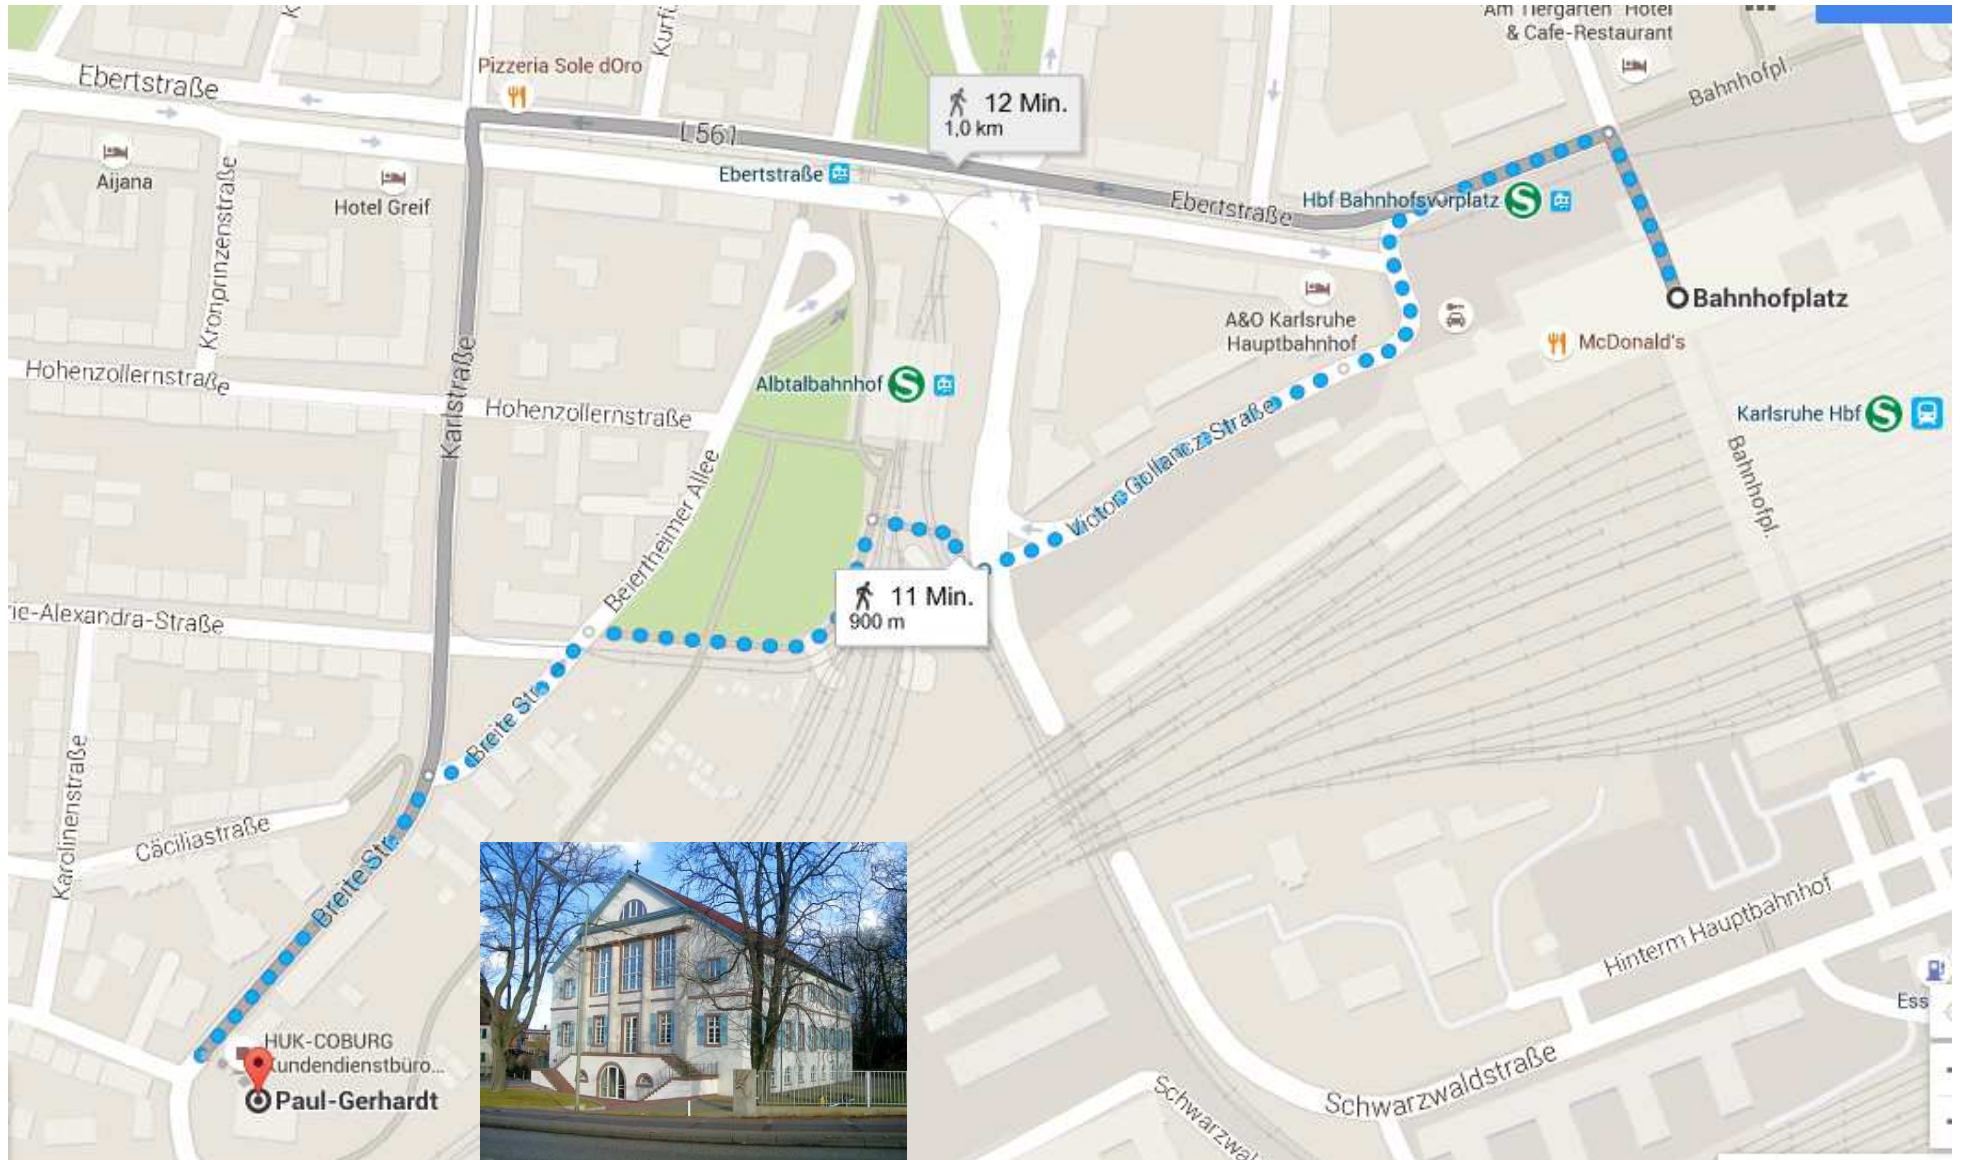 Am Tiergarten Hotel
& Cafe-Restaurant
Pizzeria Sole dOro
Ebertstraße
12 Min.
1,0 km
Bahnhofpl.
L561
Aijana
Hotel Greif
Ebertstraße
Ebertstraße
Hbf Bahnhofsvorplatz
Kronprinzenstraße
Bahnhofplatz
A&O Karlsruhe
Hauptbahnhof
McDonald's
Hohenzollernstraße
Karlstraße
Hohenzollernstraße
Albtalbahnhof
Karlsruhe Hbf
Victor-Gollancz-Straße
Bahnhofpl.
Beiertheimer Allee
11 Min.
900 m
ie-Alexandra-Straße
Breite Str.
Karolinenstraße
Cäciliastraße
Breite Str.
Hinterm Hauptbahnhof
Ess
HUK-COBURG
Kundendienstbüro...
Paul-Gerhardt
Schwarzwaldstraße
Schwarzwal